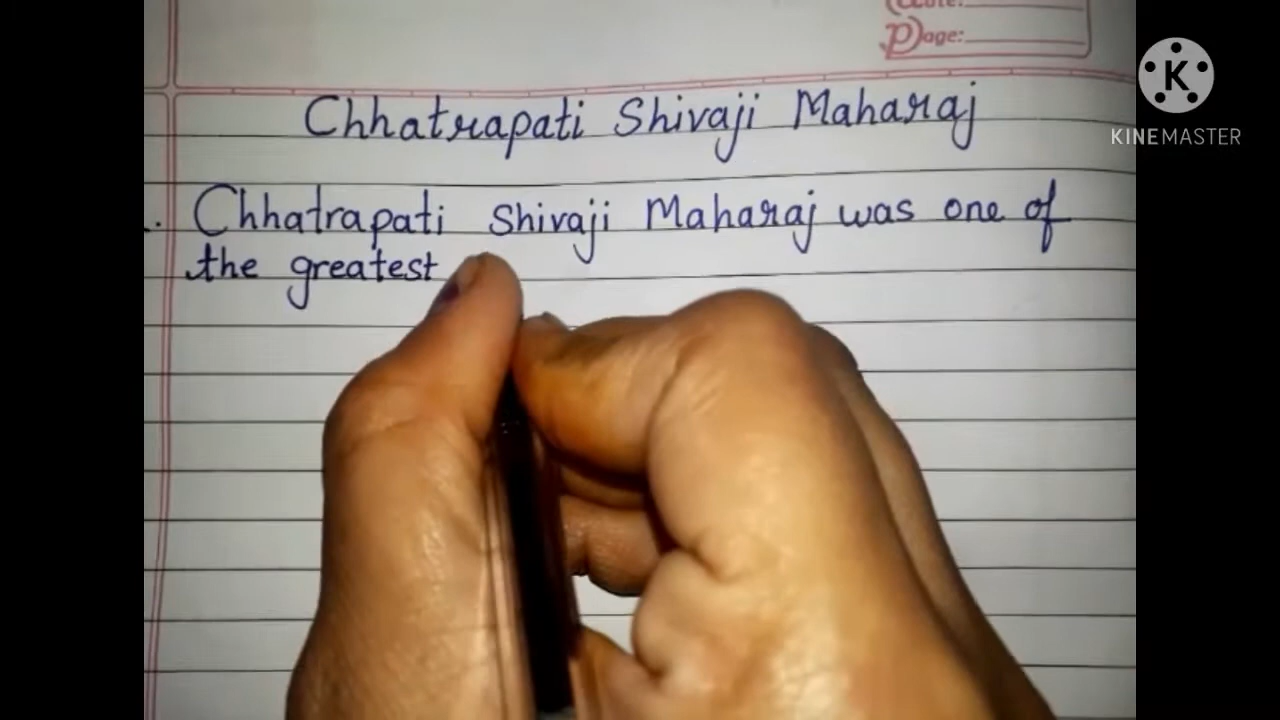 Page:
KINEMASTER
Chhatrapati Shivaji Maharaj
. Chhatrapati Shivaji Maharaj was one of
the greatest